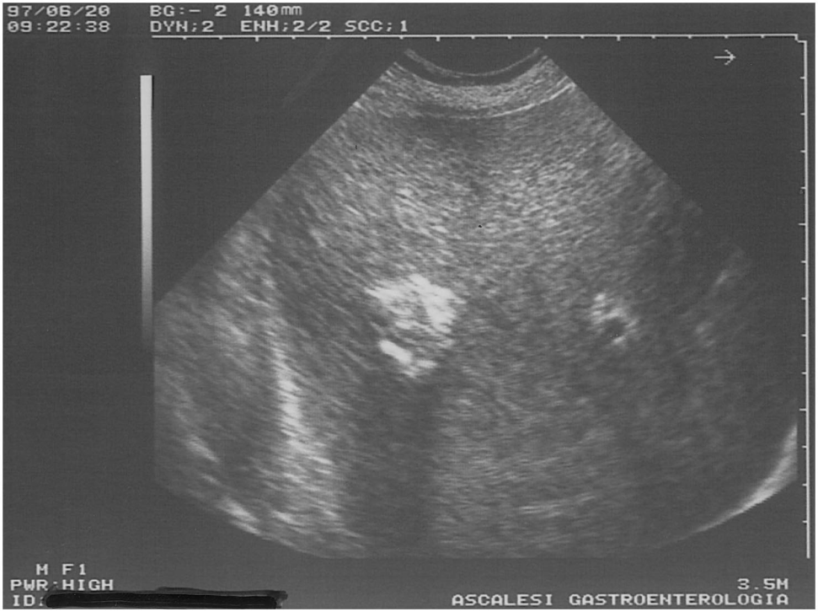 97/06/20 BG:- 2 140mm
09:22:38 DYN;2 ENH;2/2 SCC;1
M F1
PWR:HIGH 3.5M
ID: ASCALESI GASTROENTEROLOGIA